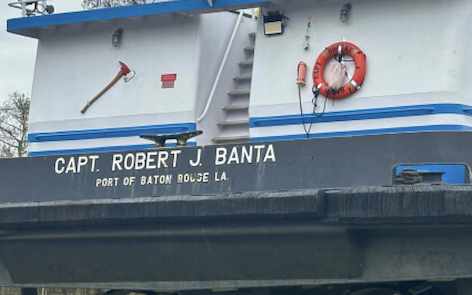 CAPT. ROBERT J. BANTA
PORT OF BATON ROUGE LA.